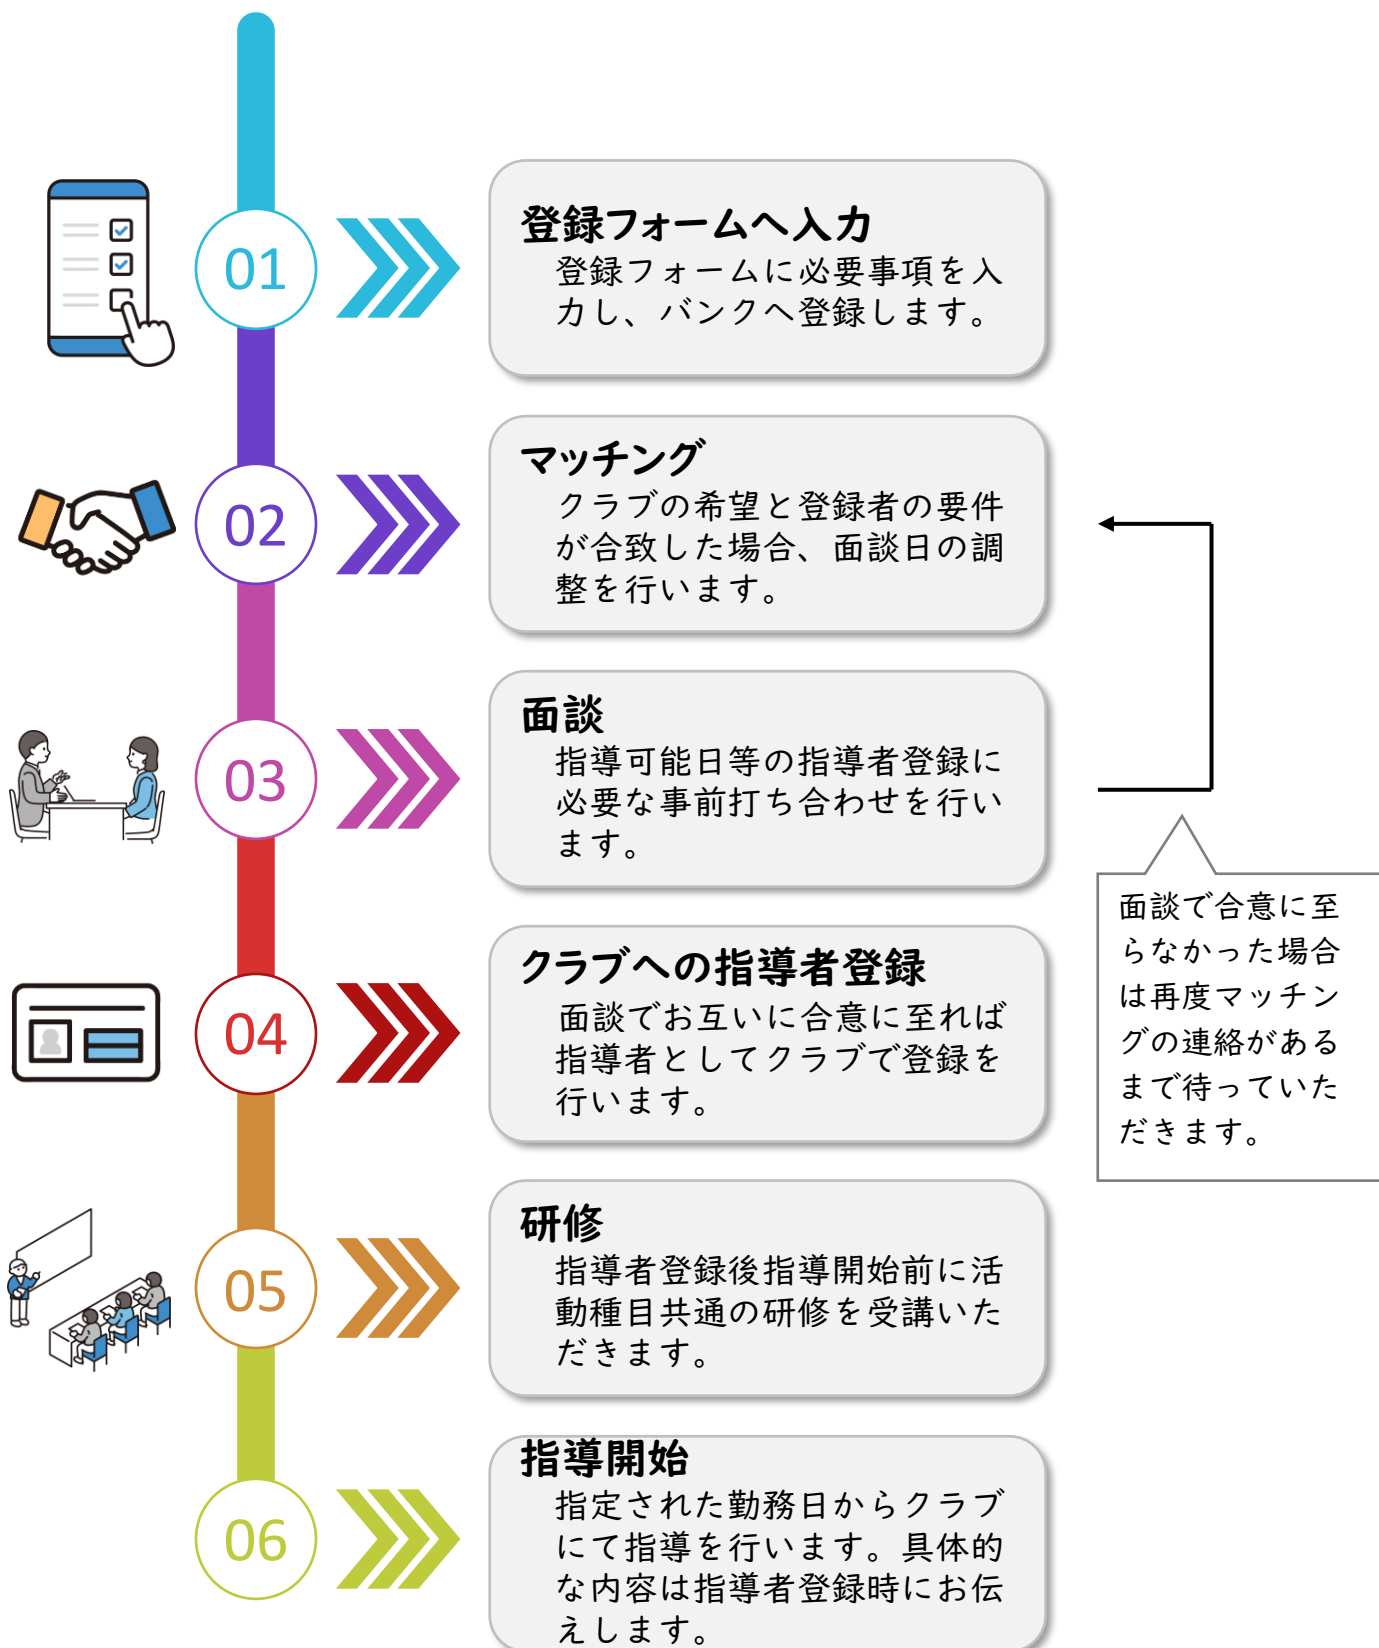 01
登録フォームへ入力
登録フォームに必要事項を入
力し、バンクへ登録します。
02
マッチング
クラブの希望と登録者の要件
が合致した場合、面談日の調
整を行います。
03
面談
指導可能日等の指導者登録に
必要な事前打ち合わせを行い
ます。
面談で合意に至
らなかった場合
は再度マッチン
グの連絡がある
まで待っていた
だきます。
04
クラブへの指導者登録
面談でお互いに合意に至れば
指導者としてクラブで登録を
行います。
05
研修
指導者登録後指導開始前に活
動種目共通の研修を受講いた
だきます。
06
指導開始
指定された勤務日からクラブ
にて指導を行います。具体的
な内容は指導者登録時にお伝
えします。